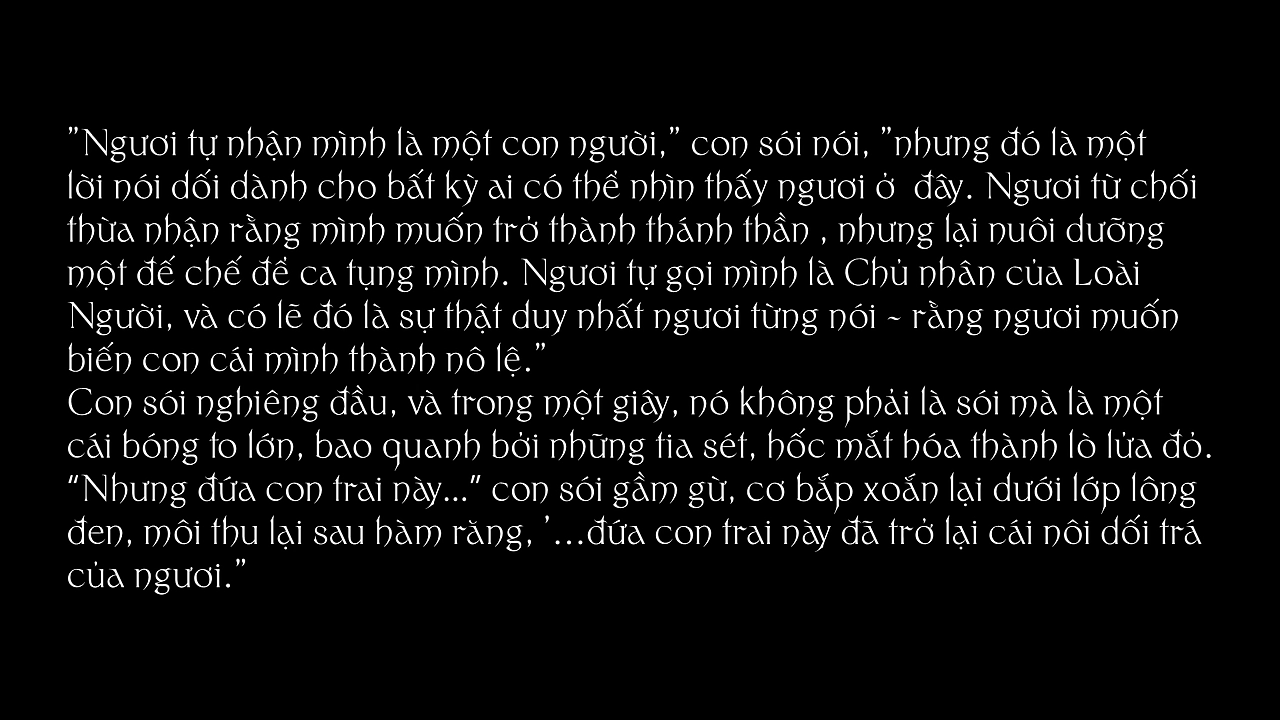 "Ngươi tự nhận mình là một con người," con sói nói, "nhưng đó là một
lời nói dối dành cho bất kỳ ai có thể nhìn thấy ngươi ở đây. Ngươi từ chối
thừa nhận rằng mình muốn trở thành thánh thần , nhưng lại nuôi dưỡng
một đế chế để ca tụng mình. Ngươi tự gọi mình là Chủ nhân của Loài
Người, và có lẽ đó là sự thật duy nhất ngươi từng nói ~ rằng ngươi muốn
biến con cái mình thành nô lệ."
Con sói nghiêng đầu, và trong một giây, nó không phải là sói mà là một
cái bóng to lớn, bao quanh bởi những tia sét, hốc mắt hóa thành lò lửa đỏ.
"Nhưng đứa con trai này..." con sói gầm gừ, cơ bắp xoắn lại dưới lớp lông
đen, môi thu lại sau hàm răng, '...đứa con trai này đã trở lại cái nôi dối trá
của ngươi."